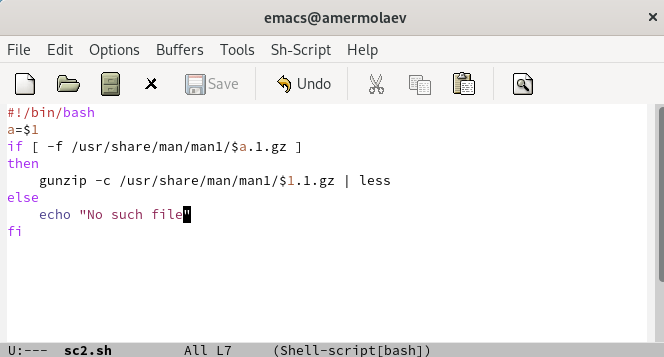 emacs@amermolaev ×
File Edit Options Buffers Tools Sh-Script Help
Save Undo
#!/bin/bash
a=$1
if [ -f /usr/share/man/man1/$a.1.gz ]
then
    gunzip -c /usr/share/man/man1/$1.1.gz | less
else
    echo "No such file"
fi
U:--- sc2.sh All L7 (Shell-script[bash])